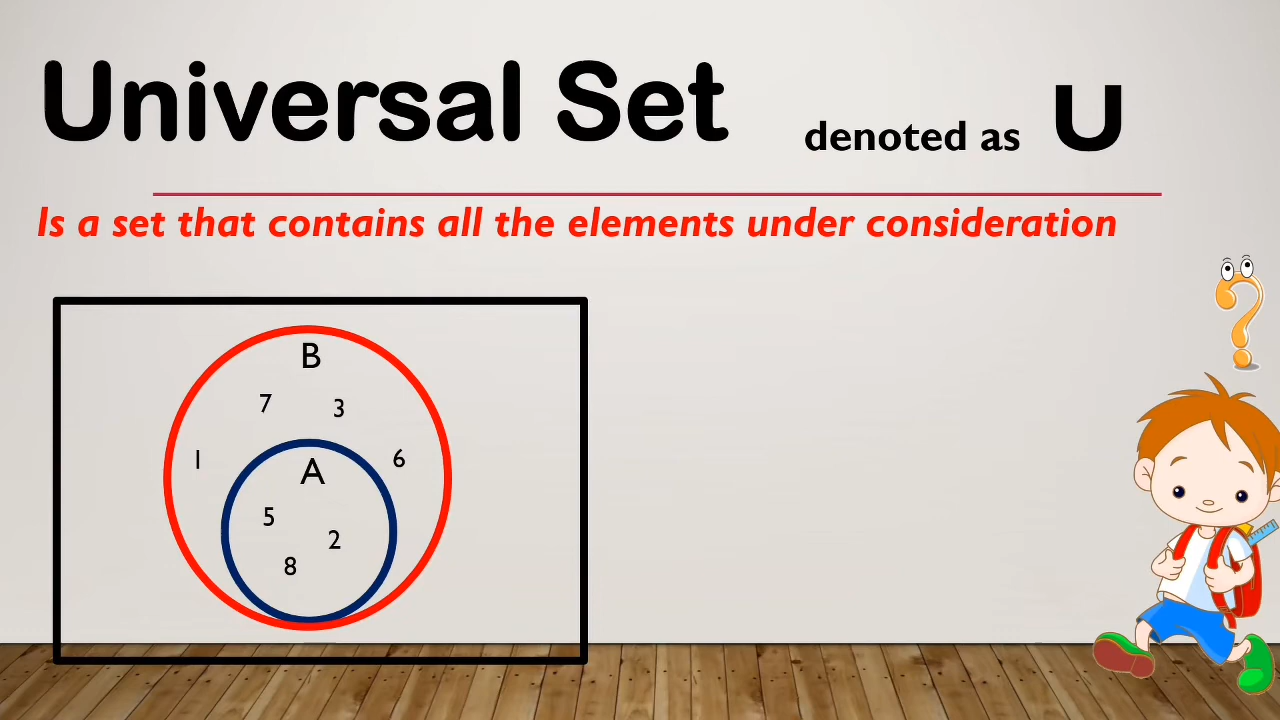 Universal Set denoted as U
Is a set that contains all the elements under consideration
B
7 3
1 6
A
5
2
8